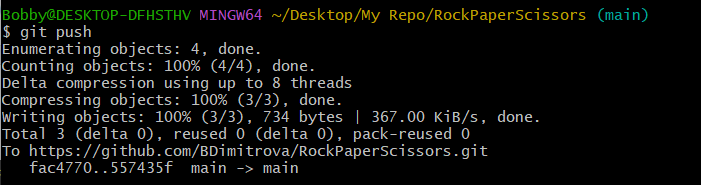 Bobby@DESKTOP-DFHSTHV MINGW64 ~/Desktop/My Repo/RockPaperScissors (main)
$ git push
Enumerating objects: 4, done.
Counting objects: 100% (4/4), done.
Delta compression using up to 8 threads
Compressing objects: 100% (3/3), done.
Writing objects: 100% (3/3), 734 bytes | 367.00 KiB/s, done.
Total 3 (delta 0), reused 0 (delta 0), pack-reused 0
To https://github.com/BDimitrova/RockPaperScissors.git
   fac4770..557435f  main -> main